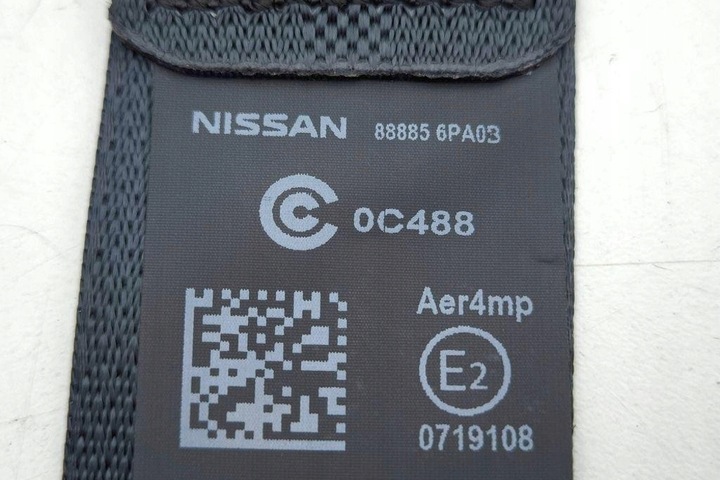 NISSAN 88885 6PA0B
0C488
Aer4mp
E2
0719108